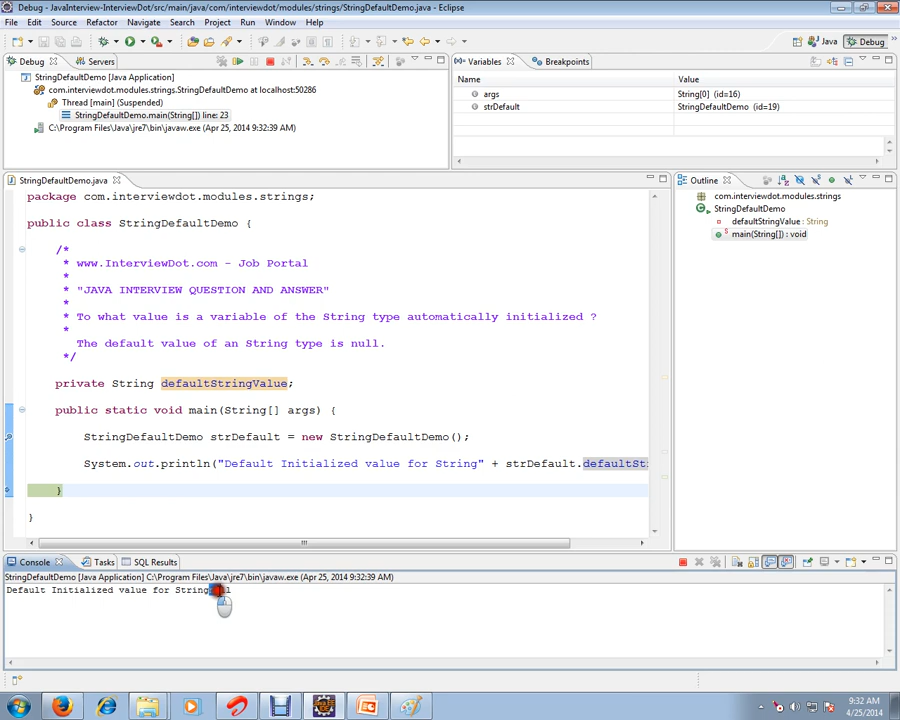 Debug - JavaInterview-InterviewDot/src/main/java/com/interviewdot/modules/strings/StringDefaultDemo.java - Eclipse
File Edit Source Refactor Navigate Search Project Run Window Help
Java Debug
Debug Servers
StringDefaultDemo [Java Application]
com.interviewdot.modules.strings.StringDefaultDemo at localhost:50286
Thread [main] (Suspended)
StringDefaultDemo.main(String[]) line: 23
C:\Program Files\Java\jre7\bin\javaw.exe (Apr 25, 2014 9:32:39 AM)
Variables Breakpoints
Name Value
args String[0] (id=16)
strDefault StringDefaultDemo (id=19)
StringDefaultDemo.java
package com.interviewdot.modules.strings;
public class StringDefaultDemo {
/*
* www.InterviewDot.com - Job Portal
*
* "JAVA INTERVIEW QUESTION AND ANSWER"
*
* To what value is a variable of the String type automatically initialized ?
*
The default value of an String type is null.
*/
private String defaultStringValue;
public static void main(String[] args) {
StringDefaultDemo strDefault = new StringDefaultDemo();
System.out.println("Default Initialized value for String" + strDefault.defaultSt
}
}
Outline
com.interviewdot.modules.strings
StringDefaultDemo
defaultStringValue : String
main(String[]) : void
Console Tasks SQL Results
StringDefaultDemo [Java Application] C:\Program Files\Java\jre7\bin\javaw.exe (Apr 25, 2014 9:32:39 AM)
Default Initialized value for String
9:32 AM
4/25/2014